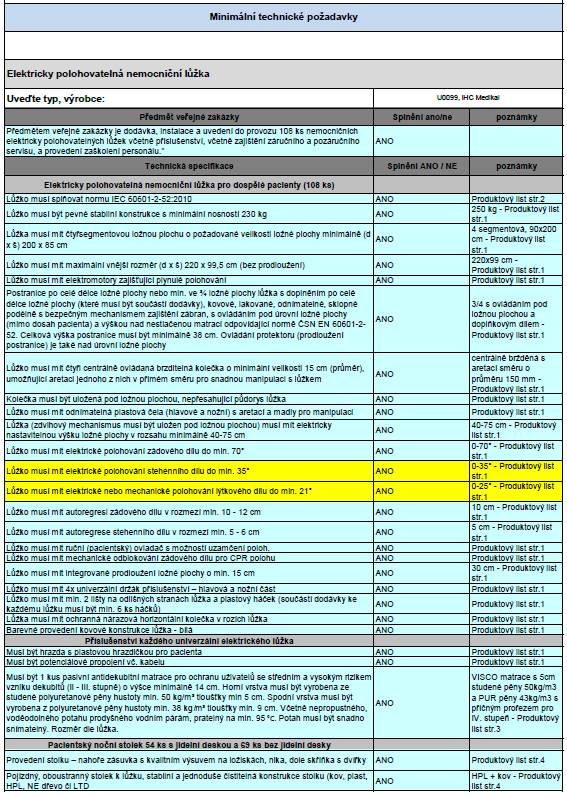 Minimální technické požadavky
Elektricky polohovatelná nemocniční lůžka
Uveďte typ, výrobce:
U0099, IHC Medikal
Předmět veřejné zakázky
Splnění ano/ne
poznámky
Předmětem veřejné zakázky je dodávka, instalace a uvedení do provozu 108 ks nemocničních
elektricky polohovatelných lůžek včetně příslušenství, včetně zajištění záručního a pozáručního
servisu, a provedení zaškolení personálu."
ANO
Technická specifikace
Splnění ANO / NE
poznámky
Elektricky polohovatelná nemocniční lůžka pro dospělé pacienty (108 ks)
Lůžko musí splňovat normu IEC 60601-2-52:2010
ANO
Produktový list str.2
Lůžko musí být pevné stabilní konstrukce s minimální nosností 230 kg
ANO
250 kg - Produktový list
str.1
Lůžka musí mít čtyřsegmentovou ložnou plochu o požadované velikosti ložné plochy minimálně (d
x š) 200 x 85 cm
ANO
4 segmentová, 90x200
cm - Produktový list
str.1
Lůžko musí mít maximální vnější rozměr (d x š) 220 x 99,5 cm (bez prodloužení)
ANO
220x99 cm -
Produktový list str.1
Lůžko musí mít elektromotory zajišťující plynulé polohování
ANO
Produktový list str.1
Postranice po celé délce ložné plochy nebo min. ve ¾ ložné plochy lůžka s doplněním po celé
délce ložné plochy (které musí být součástí dodávky), kovové, lakované, odnímatelné, sklopné
podélně s bezpečným mechanismem zajištění zábran, s ovládáním pod úrovní ložné plochy
(mimo dosah pacienta) a výškou nad nestlačenou matrací odpovídající normě ČSN EN 60601-2-
52. Celková výška postranice musí být minimálně 38 cm. Ovládání protektoru (prodloužení
postranice) je také nad úrovní ložné plochy
ANO
3/4 s ovládáním pod
ložnou plochou a
doplňkovým dílem -
Produktový list str.1
Lůžko musí mít čtyři centrálně ovládaná brzditelná kolečka o minimální velikosti 15 cm (průměr),
umožňující aretaci jednoho z nich v přímém směru pro snadnou manipulaci s lůžkem
ANO
centrálně bržděná s
aretací směru o
průměru 150 mm -
Produktový list str.1
Kolečka musí být uložená pod ložnou plochou, nepřesahující půdorys lůžka
ANO
Produktový list str.1
Lůžko musí mít odnímatelná plastová čela (hlavové a nožní) s aretací a madly pro manipulaci
ANO
Produktový list str.1
Lůžka (zdvihový mechanismus musí být uložen pod ložnou plochou) musí mít elektricky
nastavitelnou výšku ložné plochy v rozsahu minimálně 40-75 cm
ANO
40-75 cm - Produktový
list str.1
Lůžko musí mít elektrické polohování zádového dílu do min. 70°
ANO
0-70° - Produktový list
str.1
Lůžko musí mít elektrické polohování stehenního dílu do min. 35°
ANO
0-35° - Produktový list
str.1
Lůžko musí mít elektrické nebo mechanické polohování lýtkového dílu do min. 21°
ANO
0-25° - Produktový list
str.1
Lůžko musí mít autoregresi zádového dílu v rozmezí min. 10 - 12 cm
ANO
10 cm - Produktový list
str.1
Lůžko musí mít autoregrese stehenního dílu v rozmezí min. 5 - 6 cm
ANO
5 cm - Produktový list
str.1
Lůžko musí mít ruční (pacientský) ovladač s možností uzamčení poloh.
ANO
Produktový list str.1
Lůžko musí mít mechanické odblokování zádového dílu pro CPR polohu
ANO
Produktový list str.1
Lůžko musí mít integrované prodloužení ložné plochy o min. 15 cm
ANO
30 cm - Produktový list
str.1
Lůžko musí mít 4x univerzální držák příslušenství – hlavová a nožní část
ANO
Produktový list str.1
Lůžko musí mít min. 2 lišty na odlišných stranách lůžka a plastový háček (součástí dodávky ke
každému lůžku musí být min. 6 ks háčků)
ANO
Produktový list str.1
Lůžko musí mít ochranná nárazová horizontální kolečka v rozích lůžka
ANO
Produktový list str.1
Barevné provedení kovové konstrukce lůžka - bílá
ANO
Produktový list str.1
Příslušenství každého univerzální elektrického lůžka
Musí být hrazda s plastovou hrazdičkou pro pacienta
ANO
Produktový list str.1
Musí být potenciálové propojení vč. kabelu
ANO
Produktový list str.1
Musí být 1 kus pasivní antidekubitní matrace pro ochranu uživatelů se středním a vysokým rizikem
vzniku dekubitů (II - III. stupně) o výšce minimálně 14 cm. Horní vrstva musí být vyrobena ze
studené polyuretanové pěny hustoty min. 50 kg/m³ tloušťky min 5 cm. Spodní vrstva musí být
vyrobena z polyuretanové pěny hustoty min. 38 kg/m³ tloušťky min. 9 cm. Včetně nepropustného,
voděodolného potahu prodyšného vodním párám, pratelný na min. 95 °C. Potah musí být snadno
snímatelný. Rozměr dle lůžka.
ANO
VISCO matrace s 5cm
studené pěny 50kg/m3
a PUR pěny 43kg/m3 s
příčným prořezem pro
IV. stupeň - Produktový
list str.3
Pacientský noční stolek 54 ks s jídelní deskou a 69 ks bez jídelní desky
Provedení stolku – nahoře zásuvka s kvalitním výsuvem na ložiskách, nika, dole skříňka s dvířky
ANO
Produktový list str.4
Pojízdný, oboustranný stolek k lůžku, stabilní a jednoduše čistitelná konstrukce stolku (kov, plast,
HPL, NE dřevo či LTD
ANO
HPL + kov - Produktový
list str.4